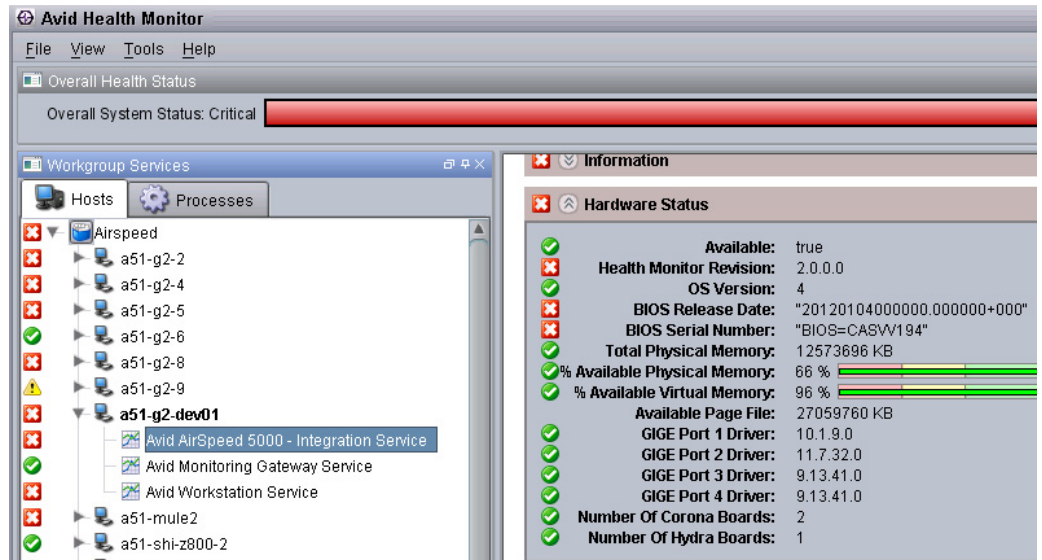 Avid Health Monitor
File View Tools Help
Overall Health Status
Overall System Status: Critical
Workgroup Services
Hosts Processes
Airspeed
a51-g2-2
a51-g2-4
a51-g2-5
a51-g2-6
a51-g2-8
a51-g2-9
a51-g2-dev01
Avid AirSpeed 5000 - Integration Service
Avid Monitoring Gateway Service
Avid Workstation Service
a51-mule2
a51-shi-z800-2
Information
Hardware Status
Available: true
Health Monitor Revision: 2.0.0.0
OS Version: 4
BIOS Release Date: "20120104000000.000000+000"
BIOS Serial Number: "BIOS=CASVV194"
Total Physical Memory: 12573696 KB
% Available Physical Memory: 66 %
% Available Virtual Memory: 96 %
Available Page File: 27059760 KB
GIGE Port 1 Driver: 10.1.9.0
GIGE Port 2 Driver: 11.7.32.0
GIGE Port 3 Driver: 9.13.41.0
GIGE Port 4 Driver: 9.13.41.0
Number Of Corona Boards: 2
Number Of Hydra Boards: 1